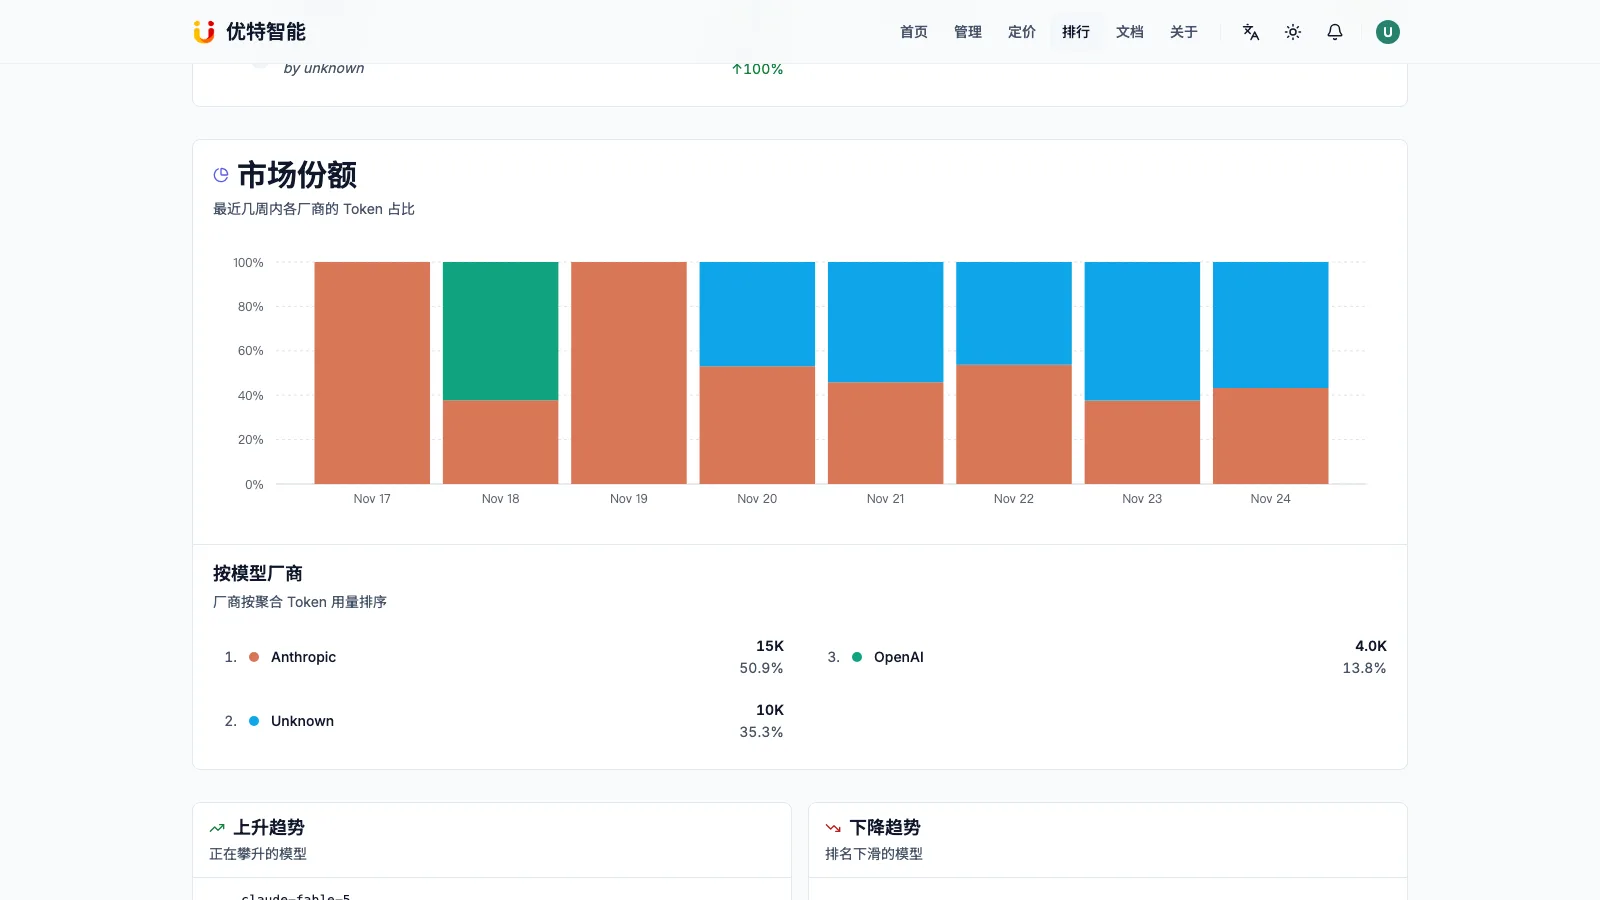 优特智能
首页 管理 定价 排行 文档 关于
U
by unknown
↑100%
市场份额
最近几周内各厂商的 Token 占比
100%
80%
60%
40%
20%
0%
Nov 17 Nov 18 Nov 19 Nov 20 Nov 21 Nov 22 Nov 23 Nov 24
按模型厂商
厂商按聚合 Token 用量排序
1. Anthropic 15K
50.9%
2. Unknown 10K
35.3%
3. OpenAI 4.0K
13.8%
上升趋势
正在攀升的模型
claude-fable-5
下降趋势
排名下滑的模型